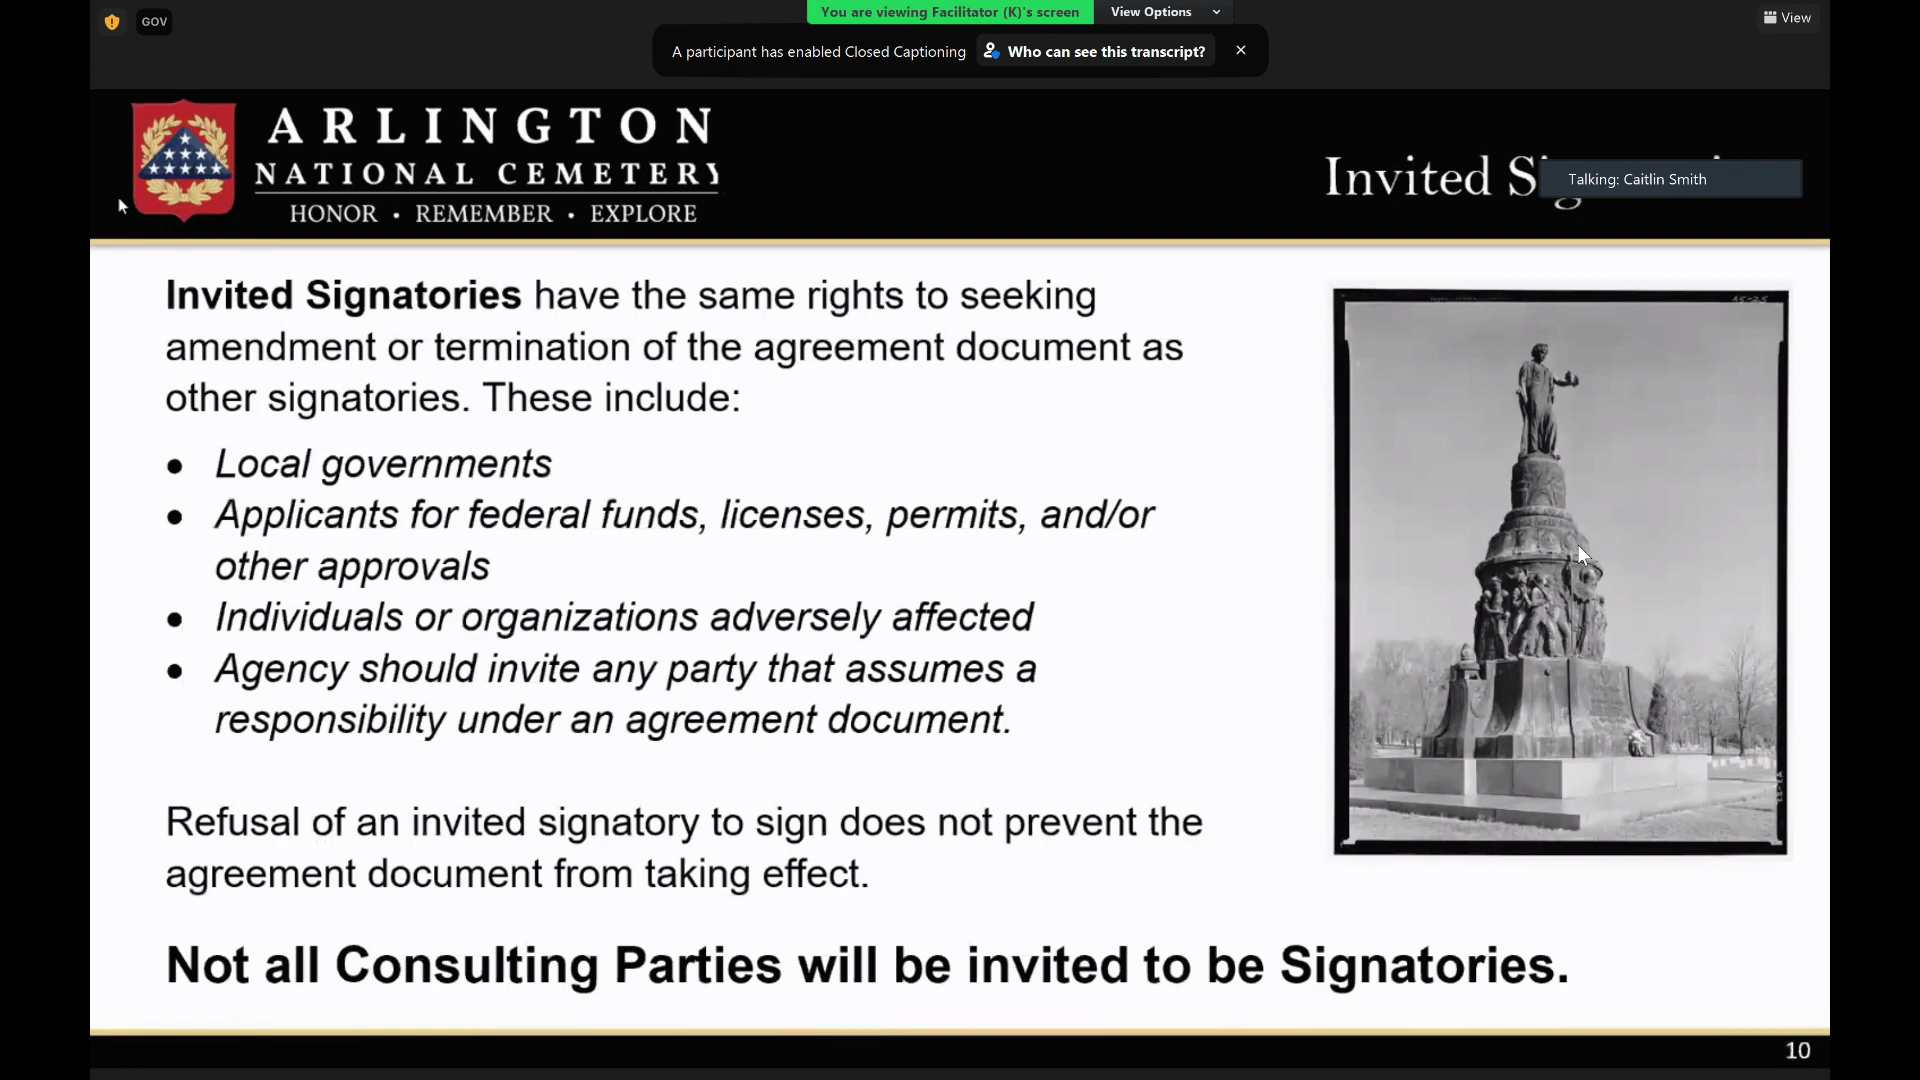 You are viewing Facilitator (K)'s screen
View Options
GOV
View
A participant has enabled Closed Captioning
Who can see this transcript?
ARLINGTON
NATIONAL CEMETERY
HONOR • REMEMBER • EXPLORE
Invited S
Talking: Caitlin Smith
Invited Signatories have the same rights to seeking
amendment or termination of the agreement document as
other signatories. These include:
• Local governments
• Applicants for federal funds, licenses, permits, and/or
other approvals
• Individuals or organizations adversely affected
• Agency should invite any party that assumes a
responsibility under an agreement document.
Refusal of an invited signatory to sign does not prevent the
agreement document from taking effect.
Not all Consulting Parties will be invited to be Signatories.
10